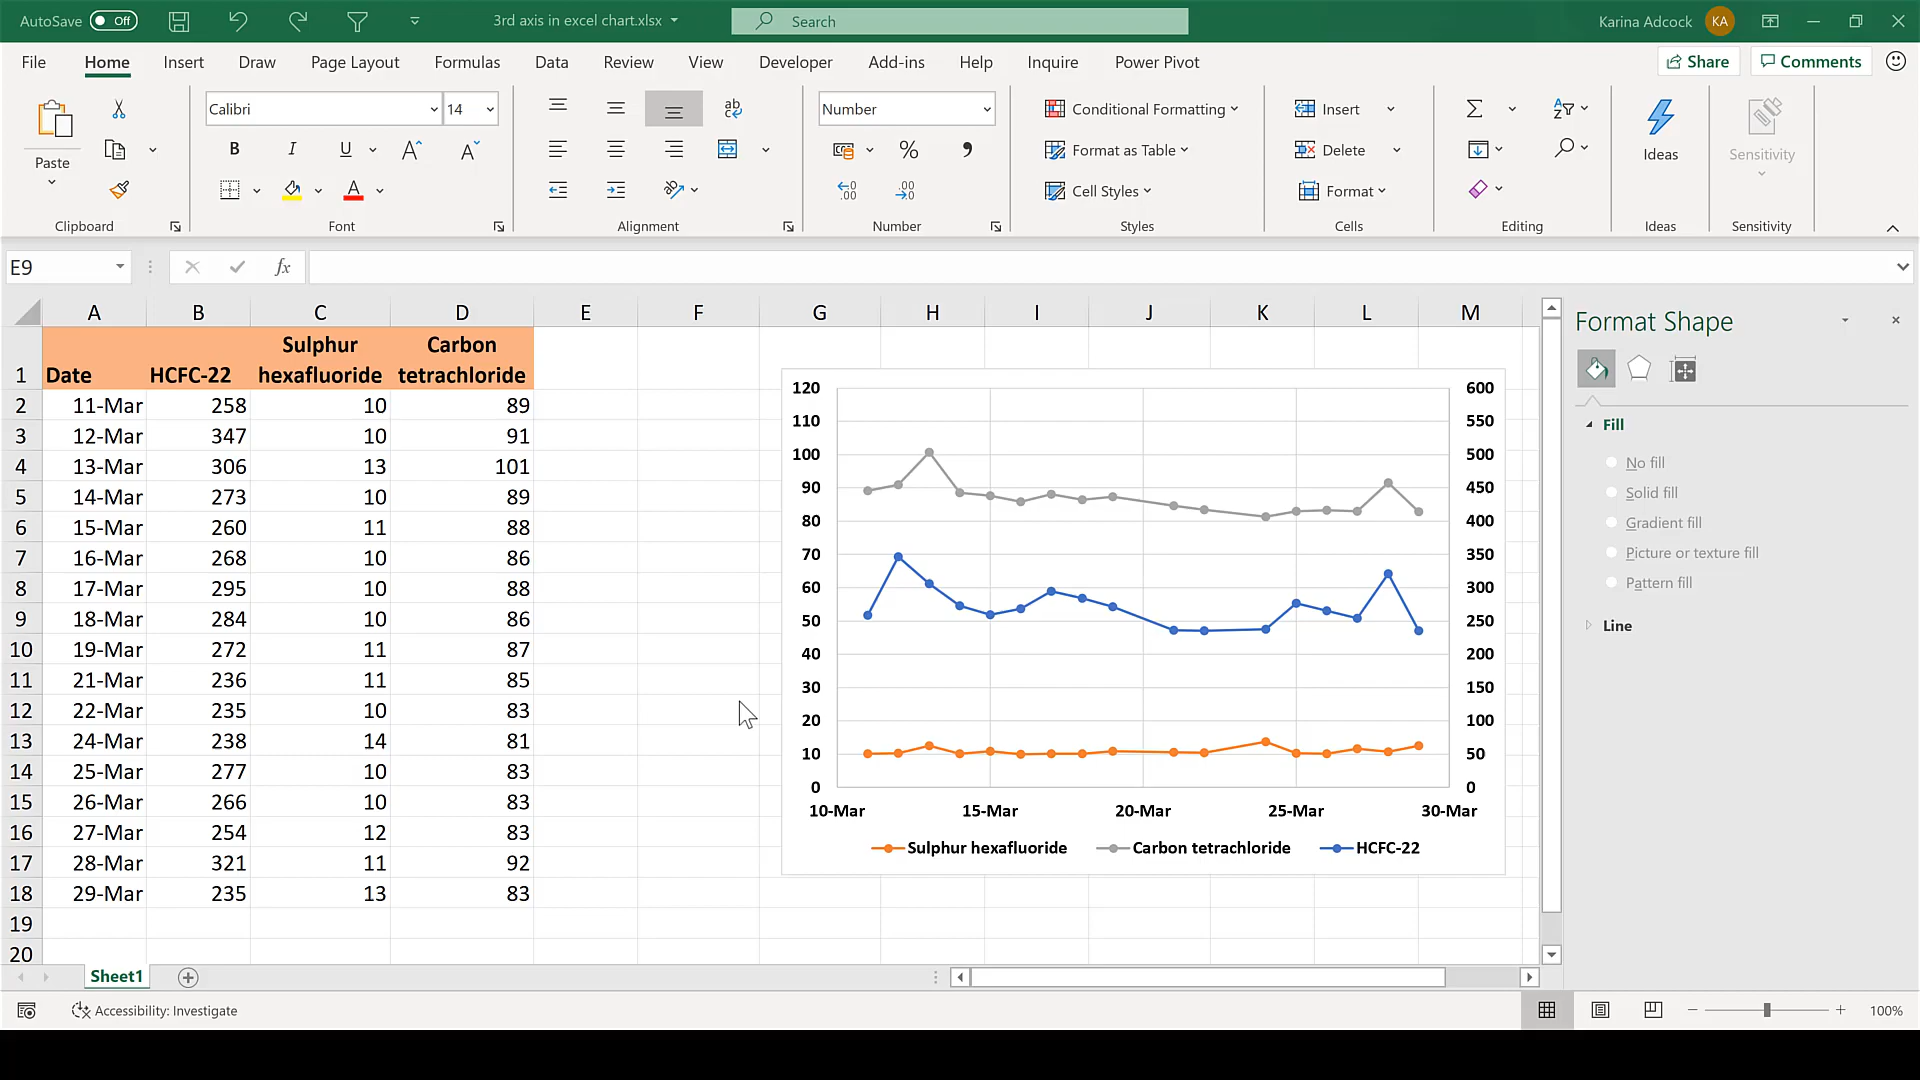 AutoSave Off 3rd axis in excel chart.xlsx Search Karina Adcock KA
File Home Insert Draw Page Layout Formulas Data Review View Developer Add-ins Help Inquire Power Pivot Share Comments
Paste
Calibri 14
B I U A A
A
ab
Number
% ,
.00 .00
Conditional Formatting
Format as Table
Cell Styles
Insert
Delete
Format
Ideas
Sensitivity
Clipboard Font Alignment Number Styles Cells Editing Ideas Sensitivity
E9 fx
A B C D E F G H I J K L M
1 Date HCFC-22 Sulphur hexafluoride Carbon tetrachloride
2 11-Mar 258 10 89
3 12-Mar 347 10 91
4 13-Mar 306 13 101
5 14-Mar 273 10 89
6 15-Mar 260 11 88
7 16-Mar 268 10 86
8 17-Mar 295 10 88
9 18-Mar 284 10 86
10 19-Mar 272 11 87
11 21-Mar 236 11 85
12 22-Mar 235 10 83
13 24-Mar 238 14 81
14 25-Mar 277 10 83
15 26-Mar 266 10 83
16 27-Mar 254 12 83
17 28-Mar 321 11 92
18 29-Mar 235 13 83
19
20
120 600
110 550
100 500
90 450
80 400
70 350
60 300
50 250
40 200
30 150
20 100
10 50
0 0
10-Mar 15-Mar 20-Mar 25-Mar 30-Mar
Sulphur hexafluoride Carbon tetrachloride HCFC-22
Format Shape
Fill
No fill
Solid fill
Gradient fill
Picture or texture fill
Pattern fill
Line
Sheet1
Accessibility: Investigate 100%